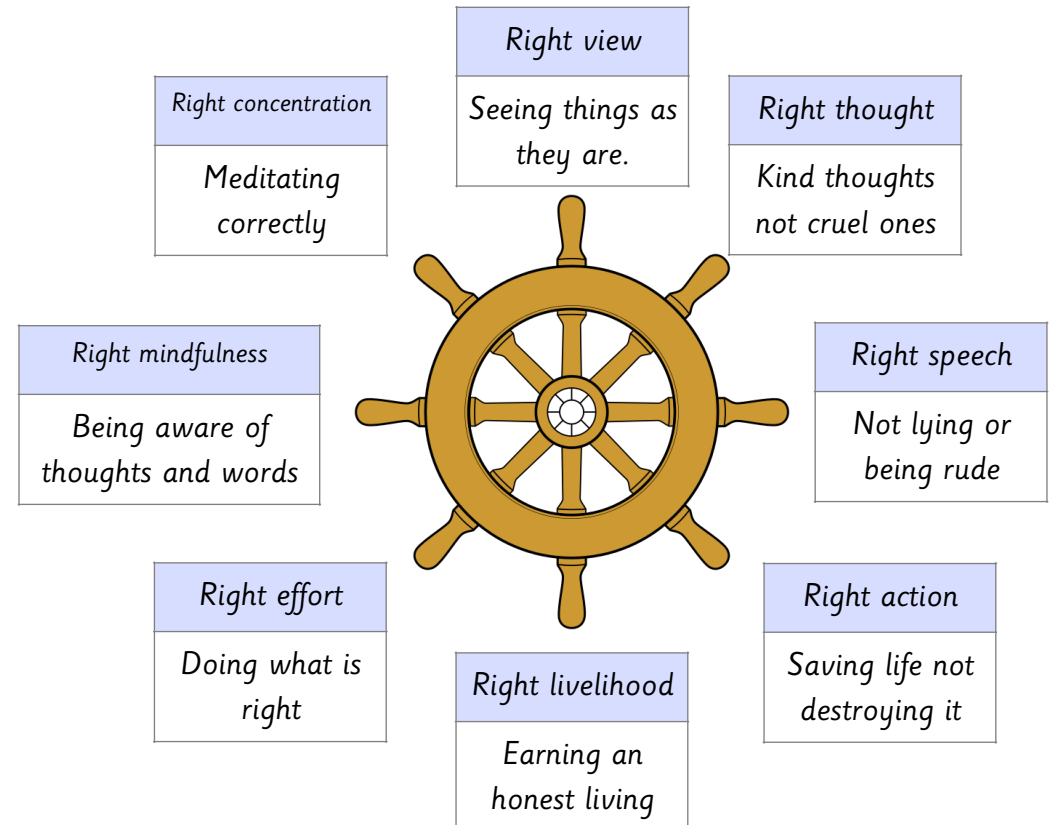 Right view
Seeing things as
they are.
Right thought
Kind thoughts
not cruel ones
Right speech
Not lying or
being rude
Right action
Saving life not
destroying it
Right livelihood
Earning an
honest living
Right effort
Doing what is
right
Right mindfulness
Being aware of
thoughts and words
Right concentration
Meditating
correctly